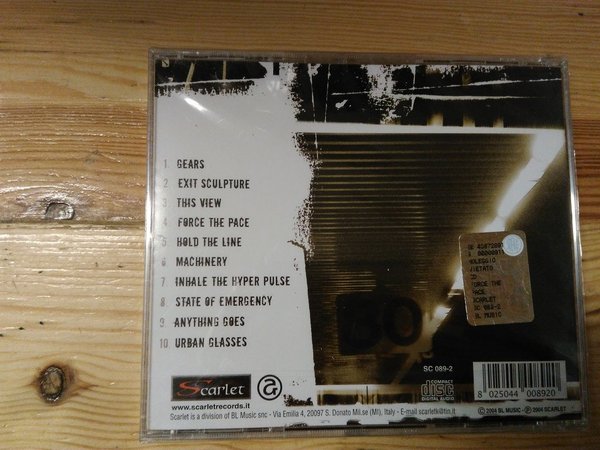 1 GEARS
2 EXIT SCULPTURE
3 THIS VIEW
4 FORCE THE PACE
5 HOLD THE LINE
6 MACHINERY
7 INHALE THE HYPER PULSE
8 STATE OF EMERGENCY
9 ANYTHING GOES
10 URBAN GLASSES
NOLEGGIO
VIETATO
CD
FORCE THE
PACE
SCARLET
SC 089-2
BL MUSIC
SC 089-2
Scarlet
COMPACT
DISC
DIGITAL AUDIO
8 025044 008920
www.scarletrecords.it
Scarlet is a division of BL Music snc - Via Emilia 4, 20097 S. Donato Mil.se (MI), Italy - E-mail scarletk@tin.it
© 2004 BL MUSIC - ℗ 2004 SCARLET